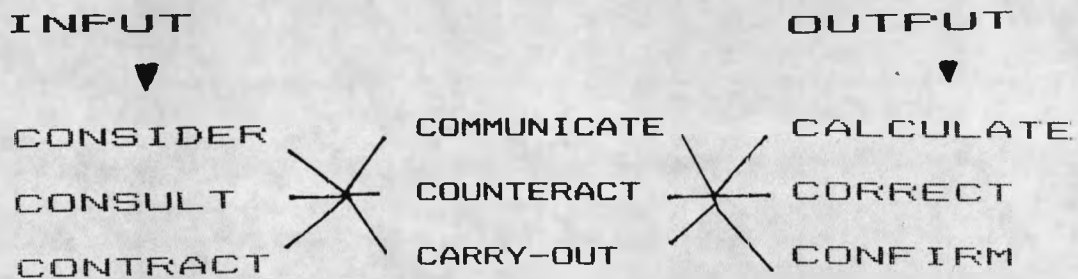 INPUT OUTPUT
CONSIDER COMMUNICATE CALCULATE
CONSULT COUNTERACT CORRECT
CONTRACT CARRY-OUT CONFIRM